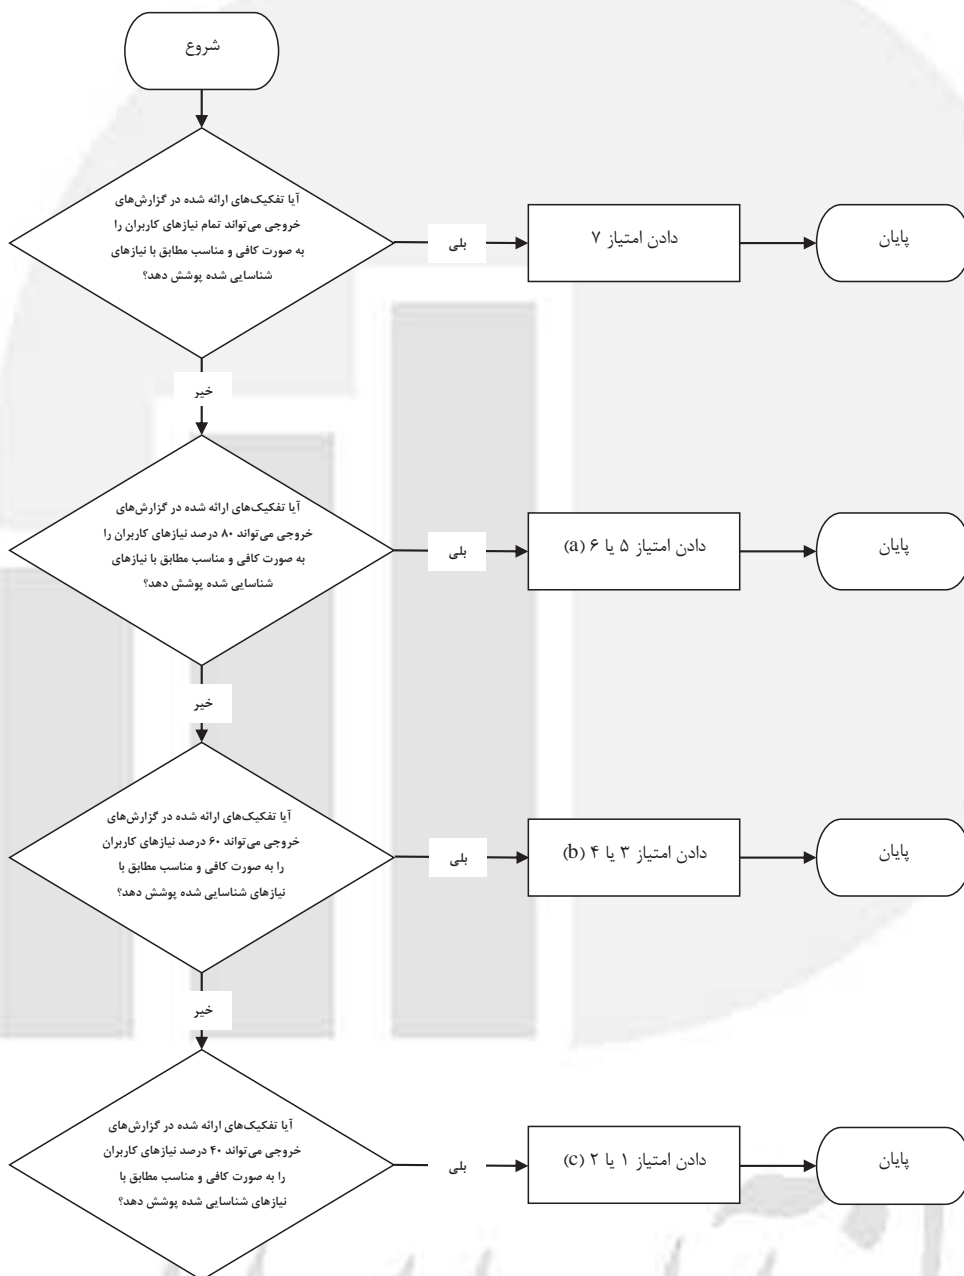 شروع
آیا تفکیک‌های ارائه شده در گزارش‌های
خروجی می‌تواند تمام نیازهای کاربران را
به صورت کافی و مناسب مطابق با نیازهای
شناسایی شده پوشش دهد؟
بلی
دادن امتیاز ۷
پایان
خیر
آیا تفکیک‌های ارائه شده در گزارش‌های
خروجی می‌تواند ۸۰ درصد نیازهای کاربران را
به صورت کافی و مناسب مطابق با نیازهای
شناسایی شده پوشش دهد؟
بلی
دادن امتیاز ۵ یا ۶ (a)
پایان
خیر
آیا تفکیک‌های ارائه شده در گزارش‌های
خروجی می‌تواند ۶۰ درصد نیازهای کاربران
را به صورت کافی و مناسب مطابق با
نیازهای شناسایی شده پوشش دهد؟
بلی
دادن امتیاز ۳ یا ۴ (b)
پایان
خیر
آیا تفکیک‌های ارائه شده در گزارش‌های
خروجی می‌تواند ۴۰ درصد نیازهای کاربران
را به صورت کافی و مناسب مطابق با
نیازهای شناسایی شده پوشش دهد؟
بلی
دادن امتیاز ۱ یا ۲ (c)
پایان